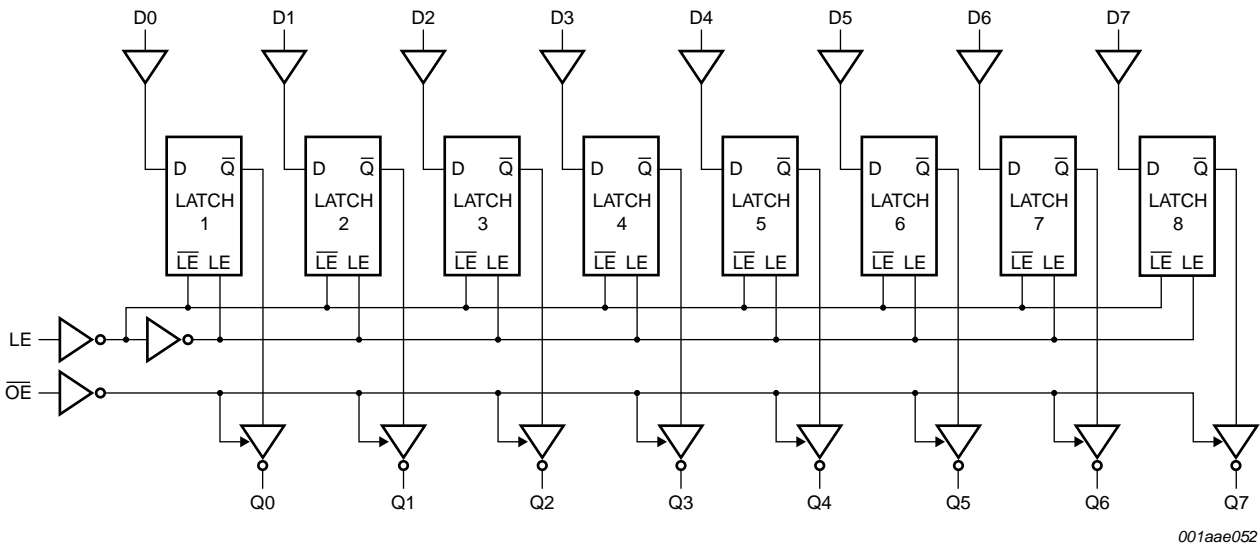 D0 D1 D2 D3 D4 D5 D6 D7
D Q̅ D Q̅ D Q̅ D Q̅ D Q̅ D Q̅ D Q̅ D Q̅
LATCH LATCH LATCH LATCH LATCH LATCH LATCH LATCH
1 2 3 4 5 6 7 8
L̅E̅ LE L̅E̅ LE L̅E̅ LE L̅E̅ LE L̅E̅ LE L̅E̅ LE L̅E̅ LE L̅E̅ LE
LE
O̅E̅
Q0 Q1 Q2 Q3 Q4 Q5 Q6 Q7
001aae052